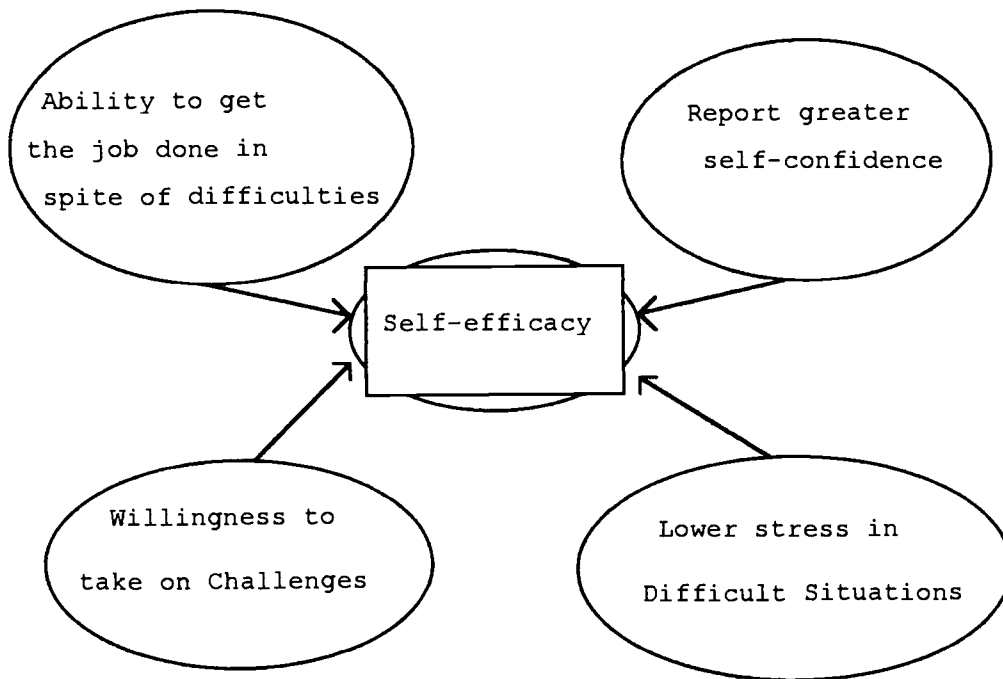 Ability to get
the job done in
spite of difficulties
Report greater
self-confidence
Self-efficacy
Willingness to
take on Challenges
Lower stress in
Difficult Situations